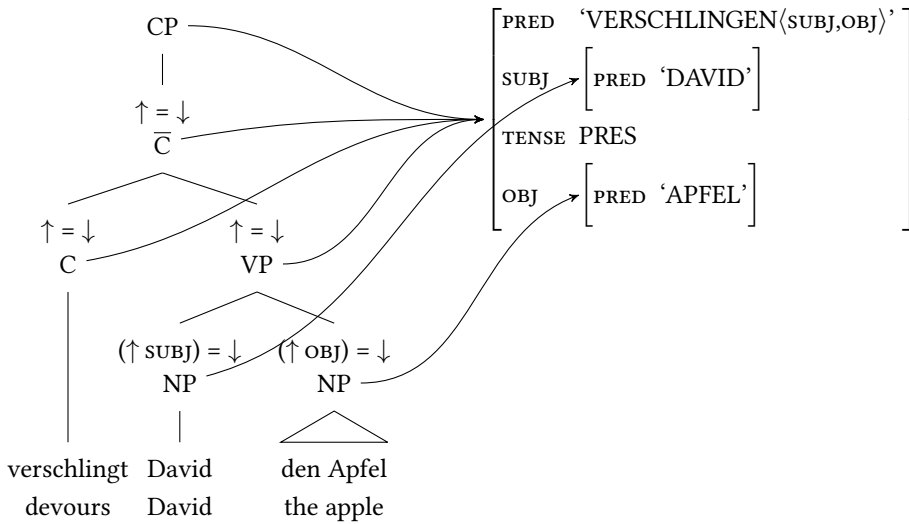 CP
PRED ‘VERSCHLINGEN⟨SUBJ,OBJ⟩’
SUBJ [PRED ‘DAVID’]
↑ = ↓
C̅
TENSE PRES
OBJ [PRED ‘APFEL’]
↑ = ↓ ↑ = ↓
C VP
(↑ SUBJ) = ↓ (↑ OBJ) = ↓
NP NP
verschlingt David den Apfel
devours David the apple